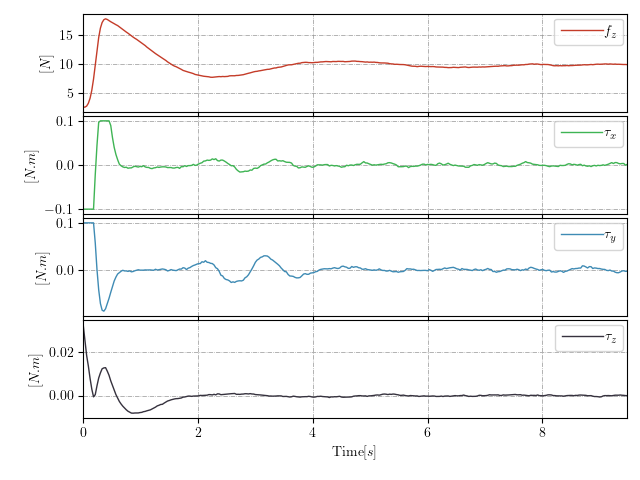 15
10
5
[N]
f_z
0.1
0.0
−0.1
[N.m]
τ_x
0.1
0.0
[N.m]
τ_y
0.02
0.00
[N.m]
τ_z
0 2 4 6 8
Time[s]